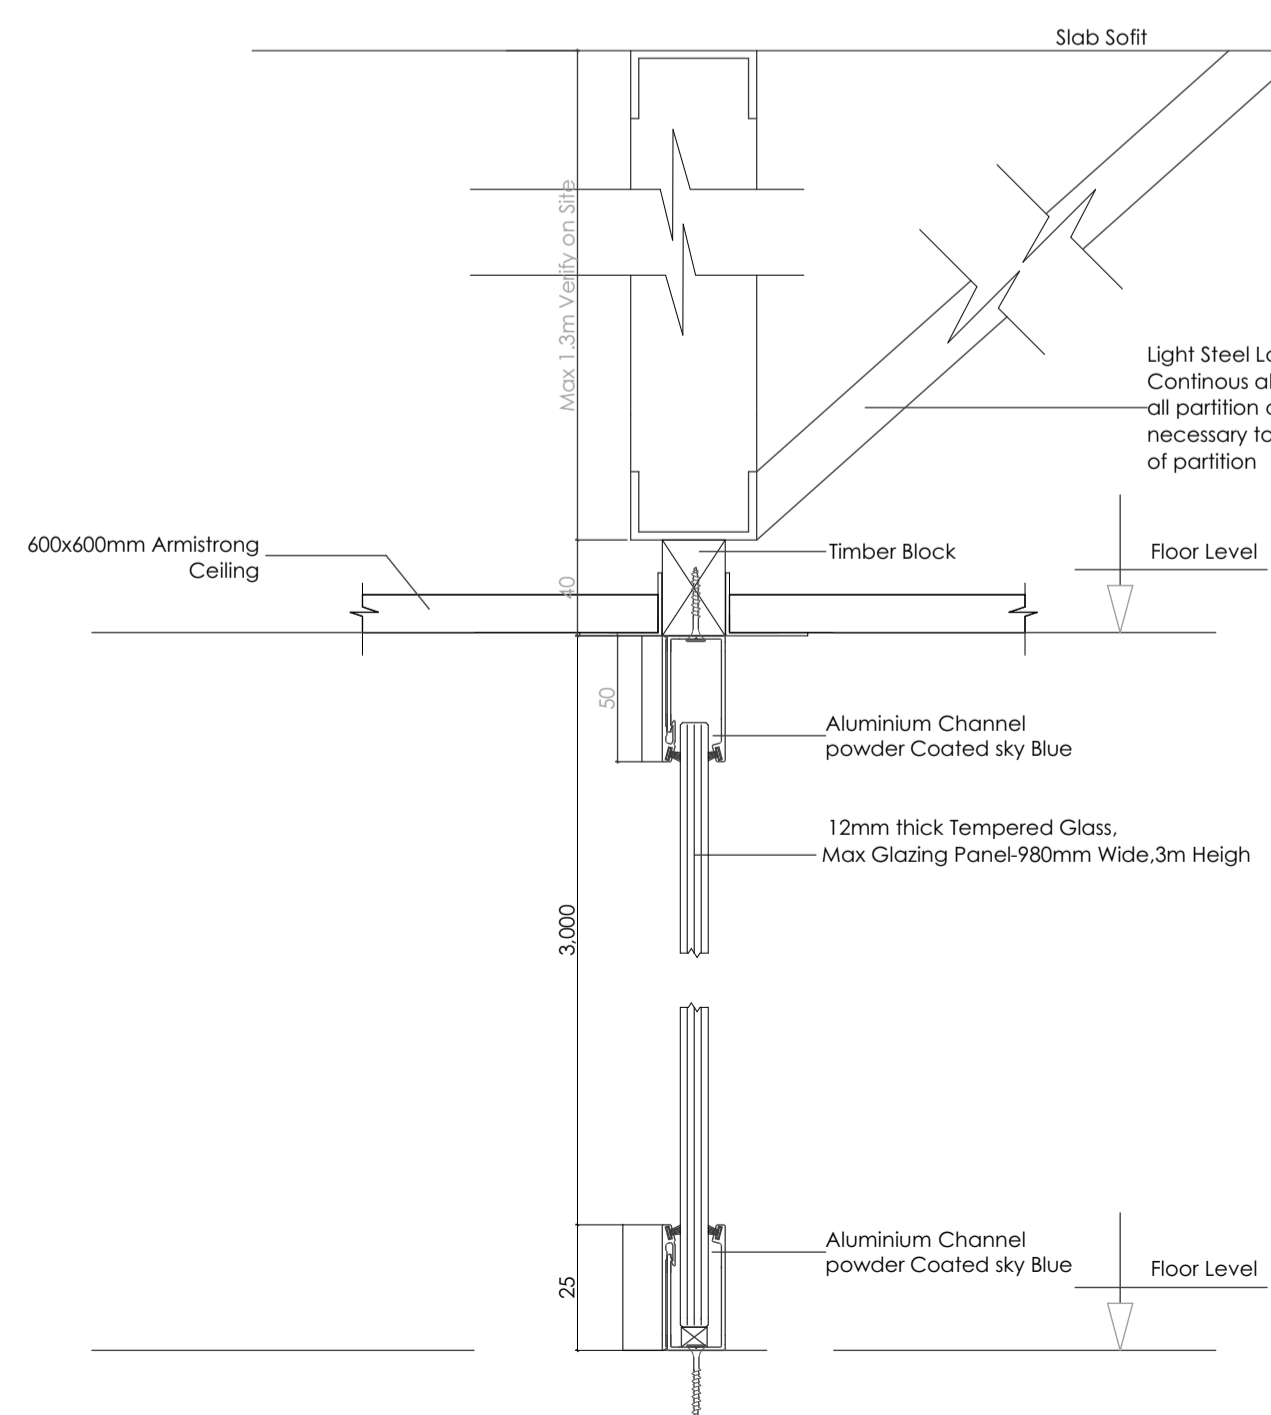 Slab Sofit
Max 1.3m Verify on Site
Light Steel
Continous
all partition
necessary
of partition
600x600mm Armistrong
Ceiling
Timber Block
Floor Level
40
50
Aluminium Channel
powder Coated sky Blue
12mm thick Tempered Glass,
Max Glazing Panel-980mm Wide,3m Heigh
3,000
Aluminium Channel
powder Coated sky Blue
Floor Level
25